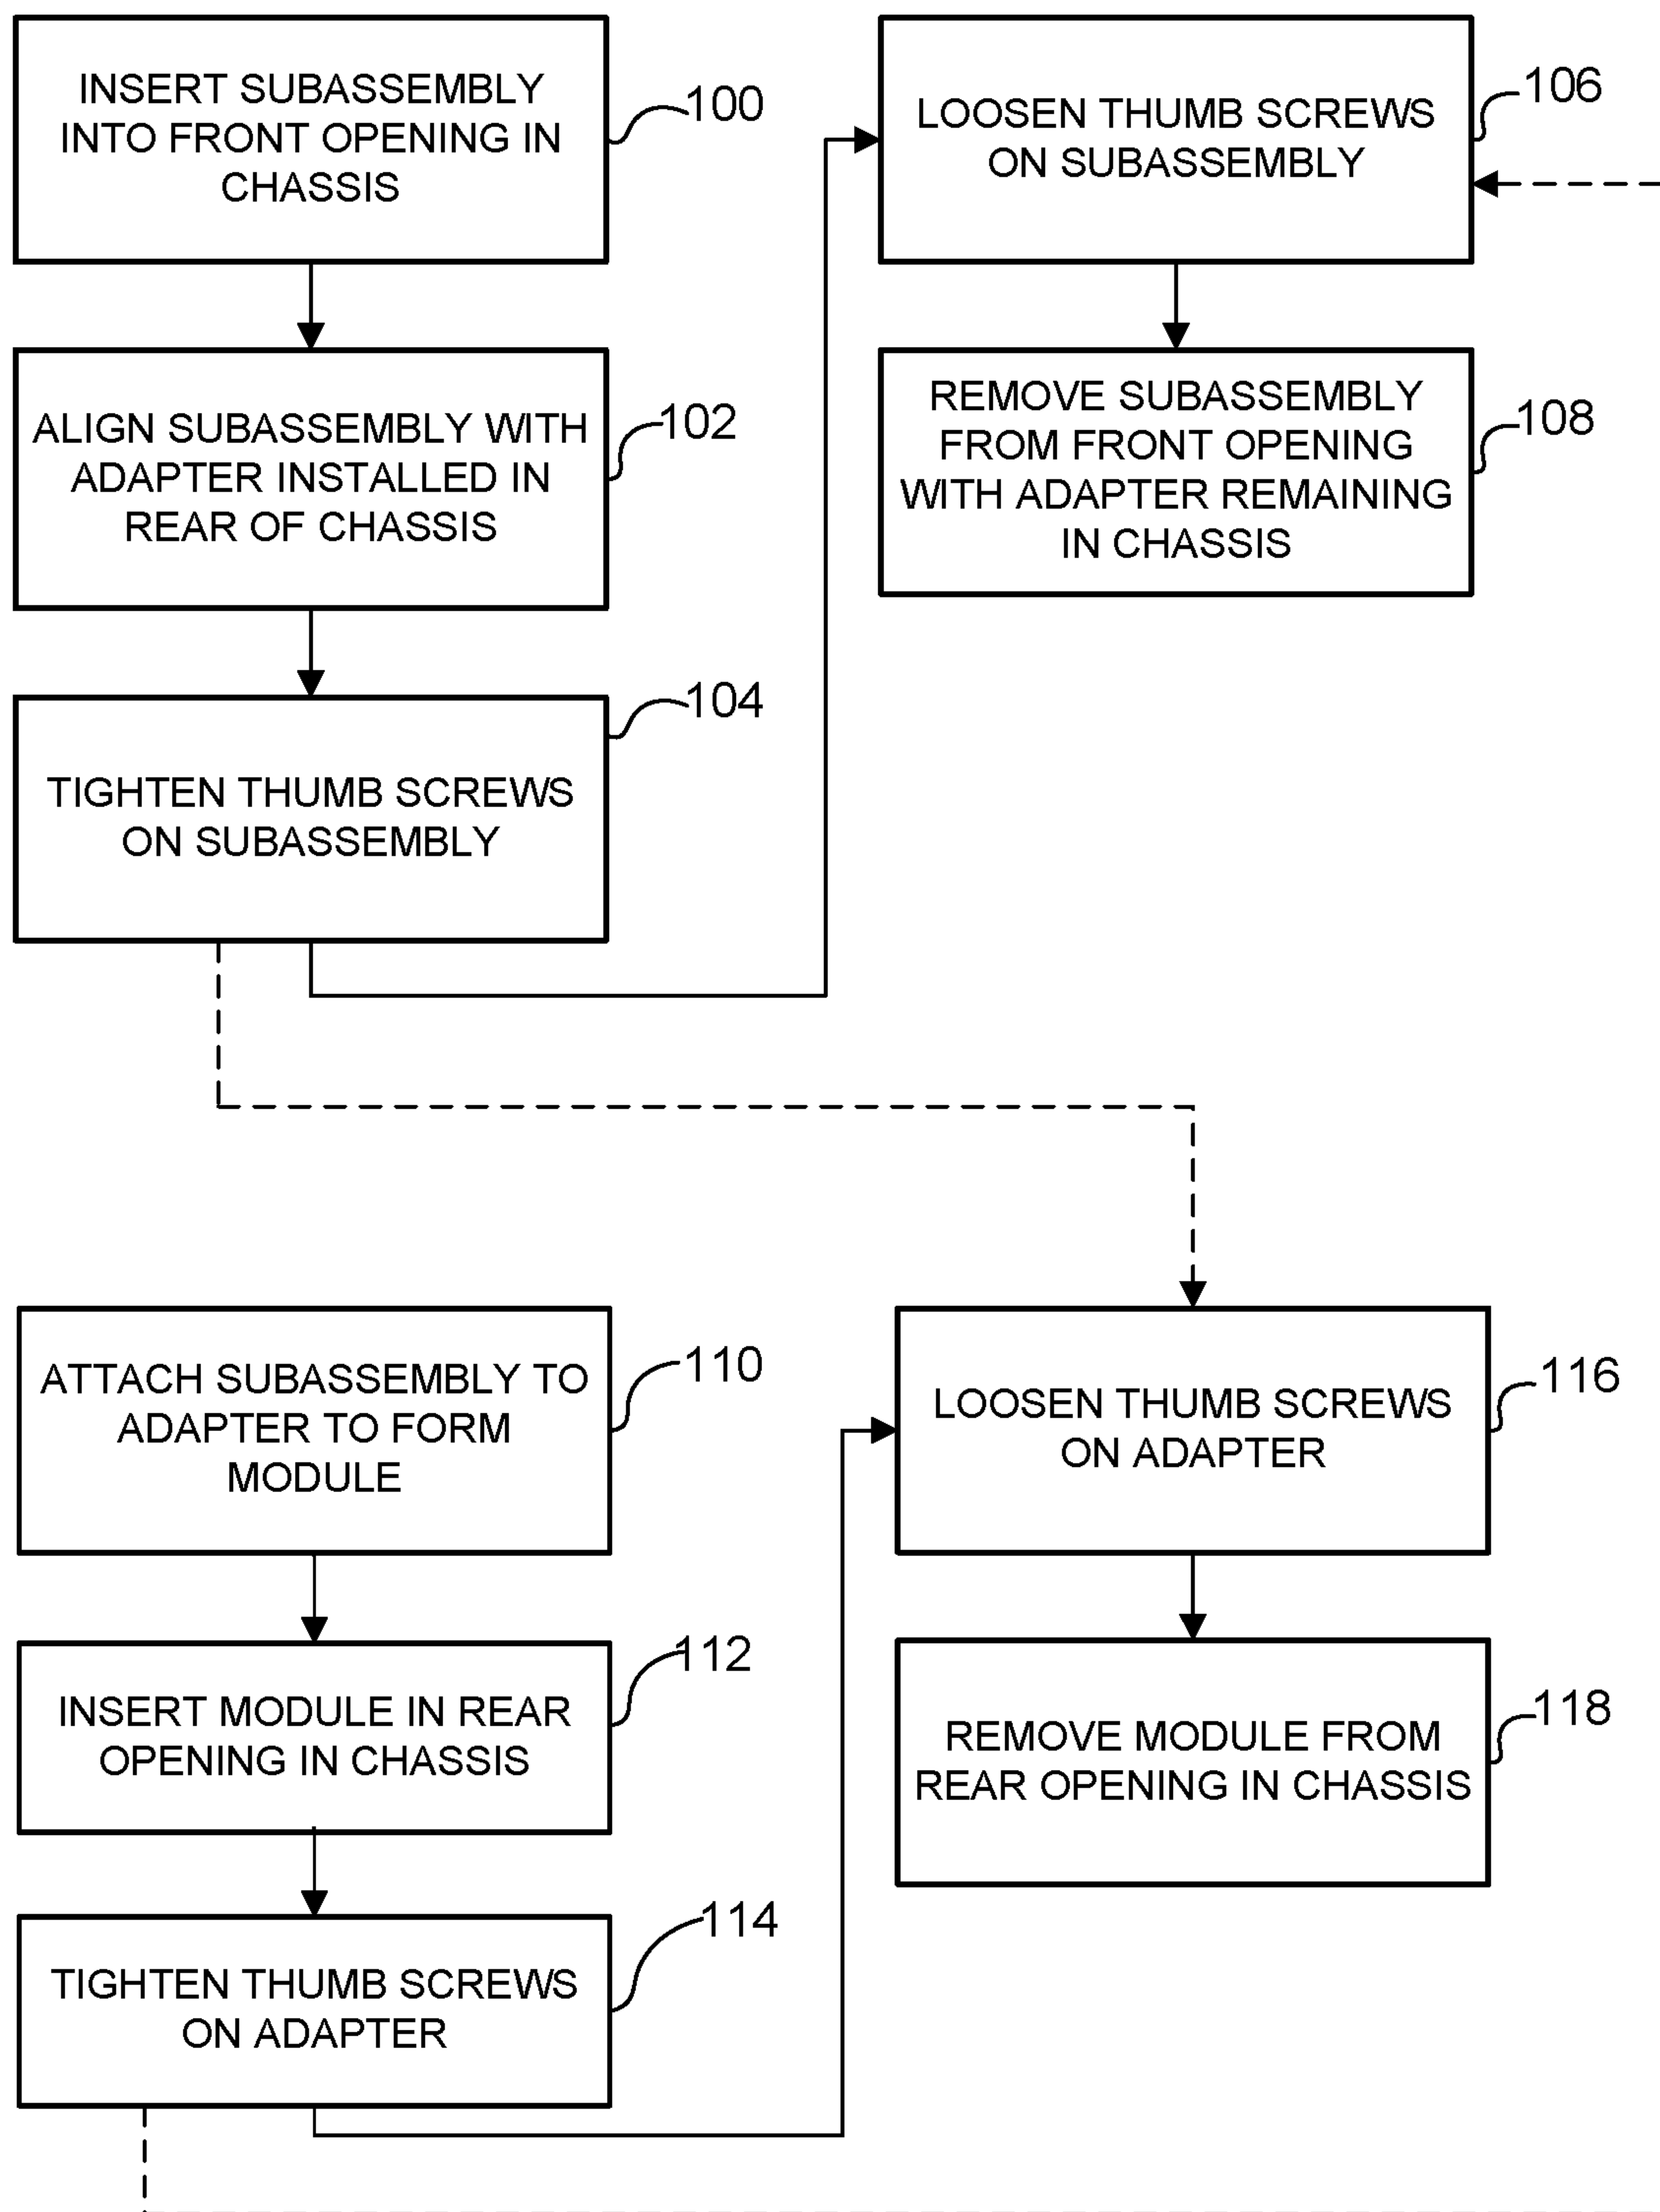 INSERT SUBASSEMBLY
INTO FRONT OPENING IN
CHASSIS
100
ALIGN SUBASSEMBLY WITH
ADAPTER INSTALLED IN
REAR OF CHASSIS
102
TIGHTEN THUMB SCREWS
ON SUBASSEMBLY
104
LOOSEN THUMB SCREWS
ON SUBASSEMBLY
106
REMOVE SUBASSEMBLY
FROM FRONT OPENING
WITH ADAPTER REMAINING
IN CHASSIS
108
ATTACH SUBASSEMBLY TO
ADAPTER TO FORM
MODULE
110
INSERT MODULE IN REAR
OPENING IN CHASSIS
112
TIGHTEN THUMB SCREWS
ON ADAPTER
114
LOOSEN THUMB SCREWS
ON ADAPTER
116
REMOVE MODULE FROM
REAR OPENING IN CHASSIS
118